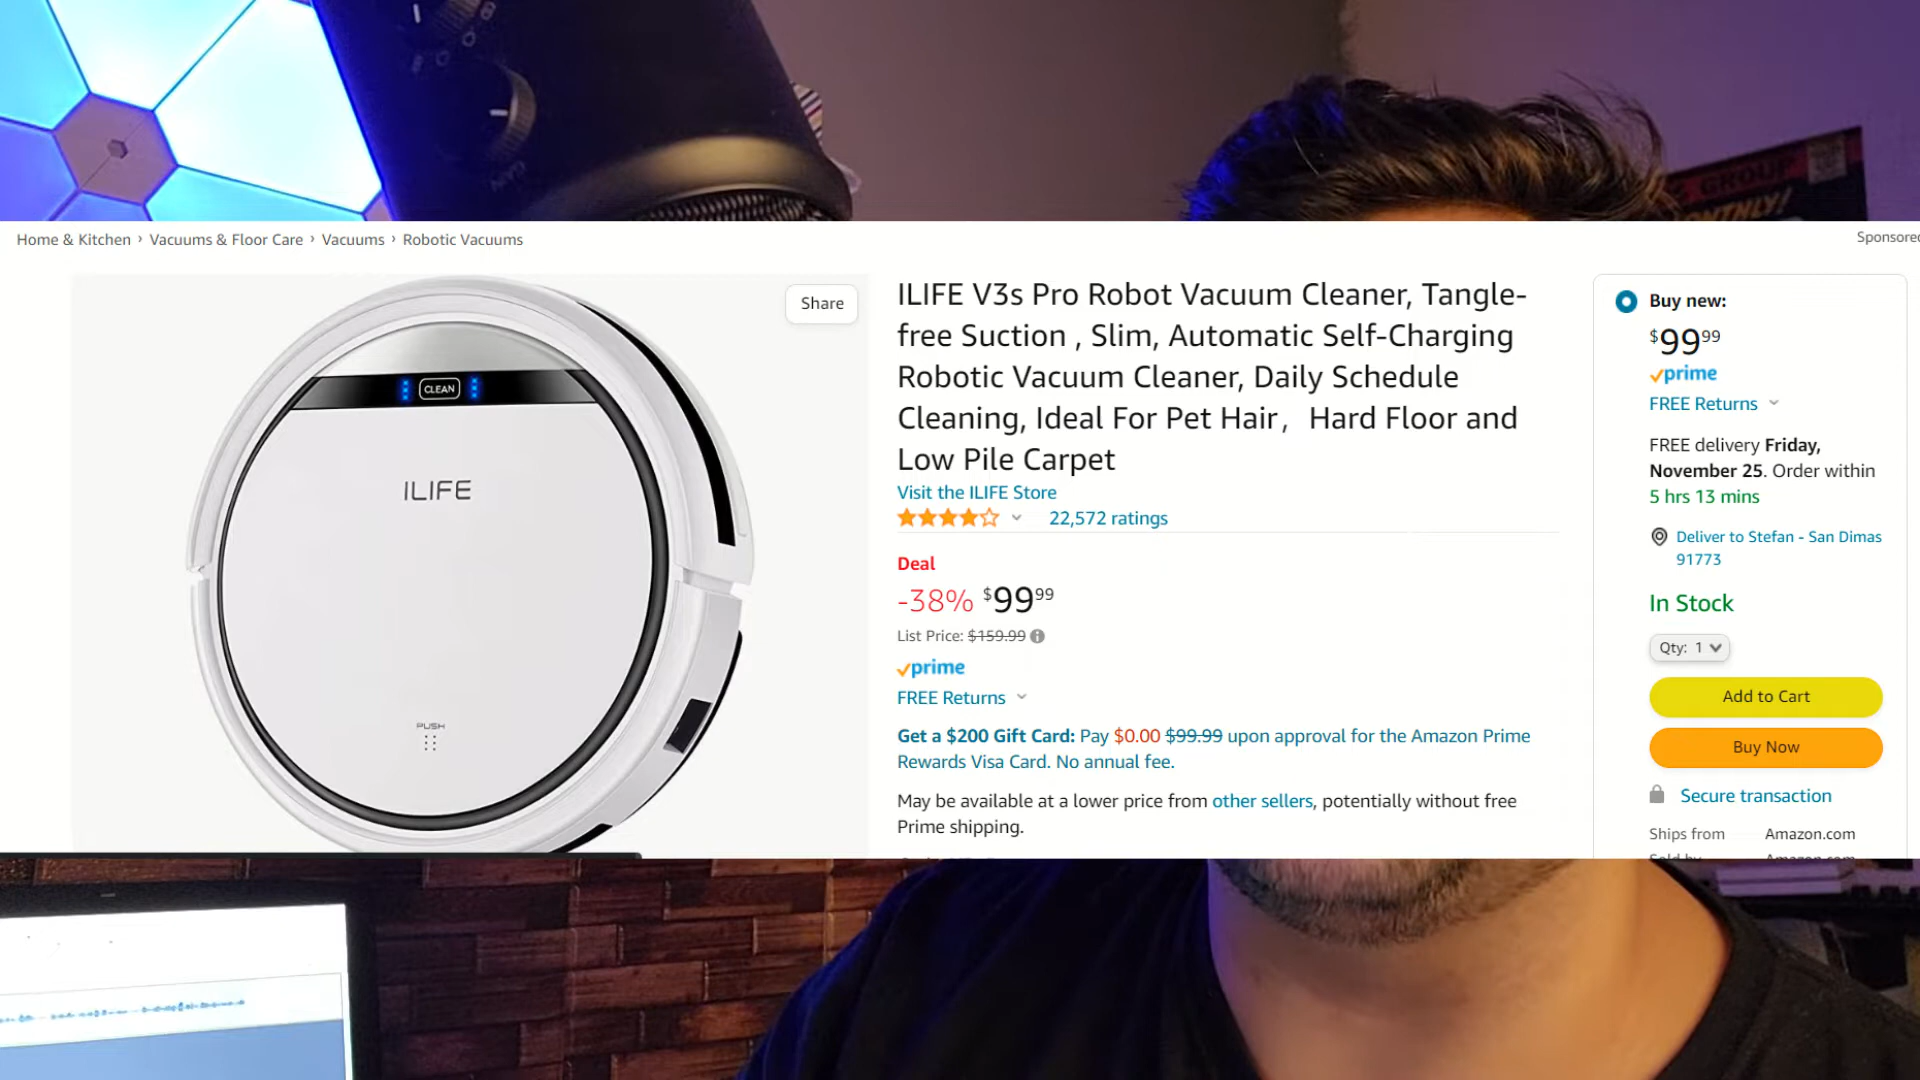 GROUP
MONTHLY!
Home & Kitchen › Vacuums & Floor Care › Vacuums › Robotic Vacuums
Sponsored
Share
CLEAN
ILIFE
PUSH
ILIFE V3s Pro Robot Vacuum Cleaner, Tangle-
free Suction , Slim, Automatic Self-Charging
Robotic Vacuum Cleaner, Daily Schedule
Cleaning, Ideal For Pet Hair，Hard Floor and
Low Pile Carpet
Visit the ILIFE Store
22,572 ratings
Deal
-38% $99.99
List Price: $159.99
prime
FREE Returns
Get a $200 Gift Card: Pay $0.00 $99.99 upon approval for the Amazon Prime
Rewards Visa Card. No annual fee.
May be available at a lower price from other sellers, potentially without free
Prime shipping.
Buy new:
$99.99
prime
FREE Returns
FREE delivery Friday,
November 25. Order within
5 hrs 13 mins
Deliver to Stefan - San Dimas
91773
In Stock
Qty: 1
Add to Cart
Buy Now
Secure transaction
Ships from Amazon.com